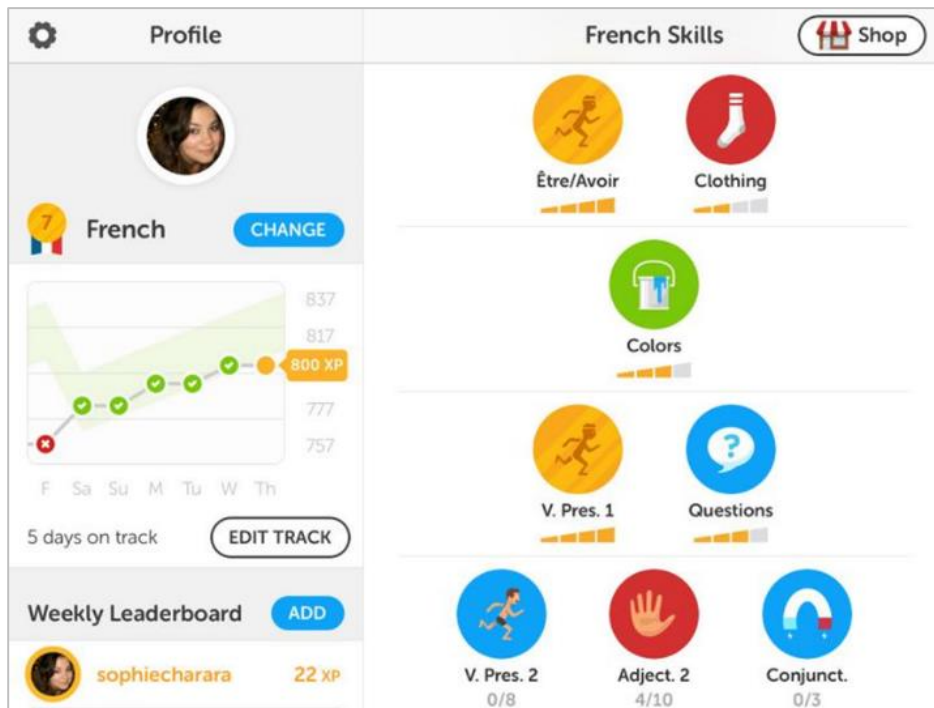 Profile
French Skills
Shop
7
French
CHANGE
837
817
800 XP
777
757
F Sa Su M Tu W Th
5 days on track
EDIT TRACK
Weekly Leaderboard
ADD
sophiecharara
22 XP
Être/Avoir
Clothing
Colors
V. Pres. 1
Questions
V. Pres. 2
Adject. 2
Conjunct.
0/8
4/10
0/3